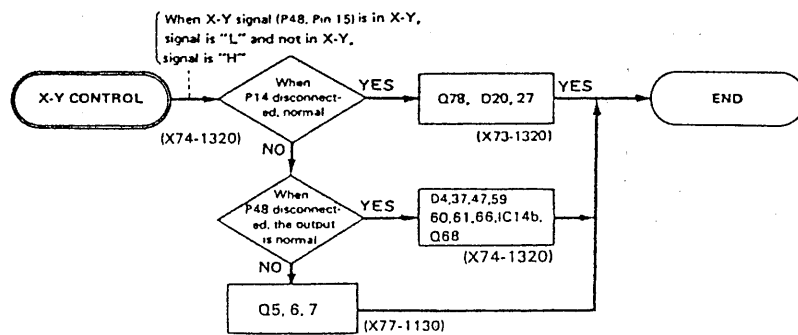 When X-Y signal (P48, Pin 15) is in X-Y,
signal is "L" and not in X-Y,
signal is "H"
X-Y CONTROL
When
P14 disconnect-
ed, normal
YES
Q78, D20, 27
YES
END
(X74-1320)
(X73-1320)
NO
When
P48 disconnect-
ed, the output
is normal
YES
D4,37,47,59
60,61,66,IC14b,
Q68
(X74-1320)
NO
Q5, 6, 7
(X77-1130)